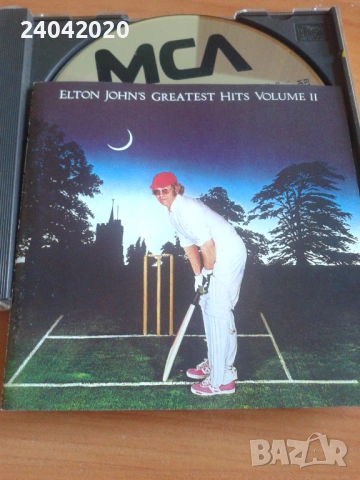 24042020
MCA
ELTON JOHN'S GREATEST HITS VOLUME II
BAZAR